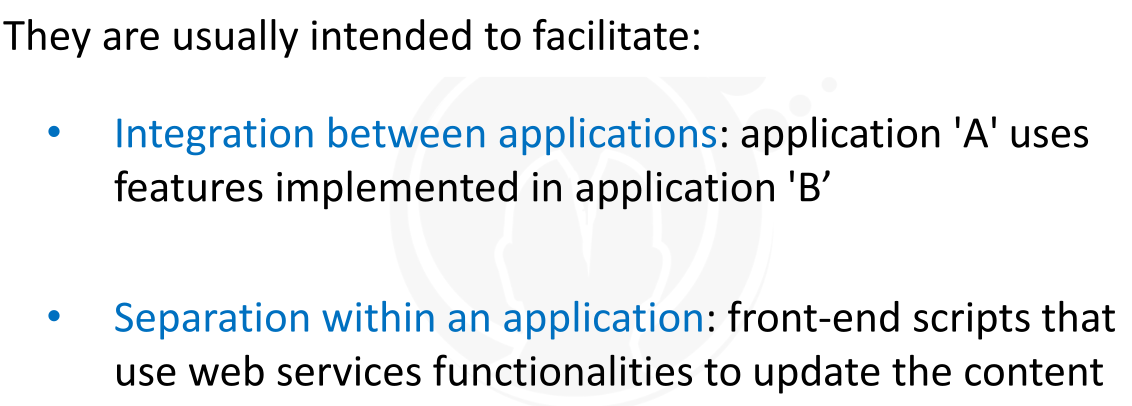 They are usually intended to facilitate:
• Integration between applications: application 'A' uses
features implemented in application 'B’
• Separation within an application: front-end scripts that
use web services functionalities to update the content